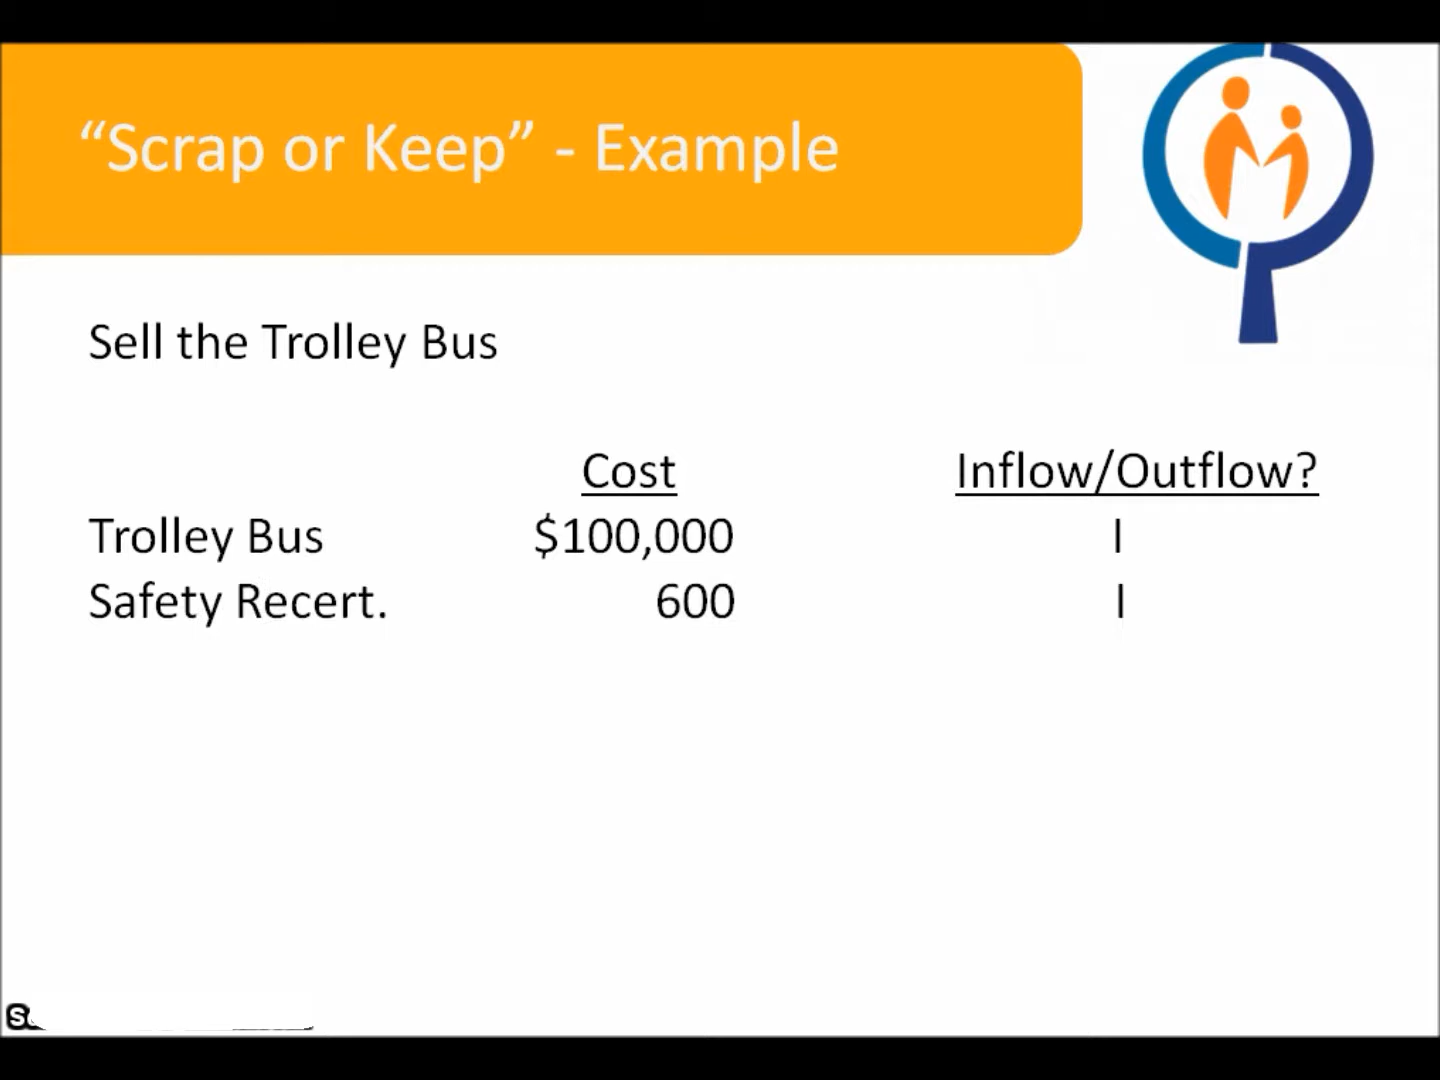 “Scrap or Keep” - Example
Sell the Trolley Bus
Cost Inflow/Outflow?
Trolley Bus $100,000 I
Safety Recert. 600 I